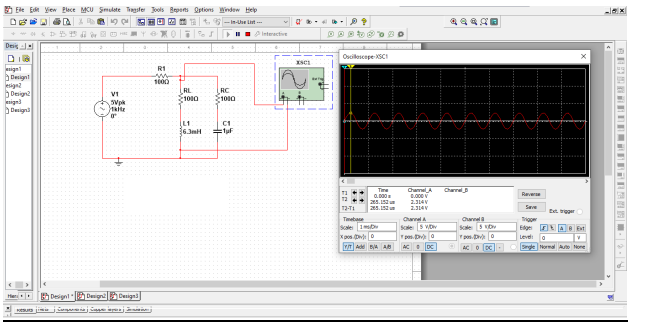 File Edit View Place MCU Simulate Transfer Tools Reports Options Window Help
--- In-Use List ---
Interactive
Design1
Design2
Design3
XSC1
Ext Trig
R1
100Ω
RL
100Ω
RC
100Ω
V1
5Vpk
1kHz
0°
L1
6.3mH
C1
1µF
Oscilloscope-XSC1
Time Channel_A Channel_B
T1 0.000 s 0.000 V
T2 265.152 us 2.314 V
T2-T1 265.152 us 2.314 V
Reverse
Save
Ext. trigger
Timebase Channel A Channel B Trigger
Scale: 1 ms/Div Scale: 5 V/Div Scale: 5 V/Div Edge: A B Ext
X pos.(Div): 0 Y pos.(Div): 0 Y pos.(Div): 0 Level: 0 V
Y/T Add B/A A/B AC 0 DC AC 0 DC - Single Normal Auto None
Design1 * Design2 Design3
Results Nets Components Copper layers Simulation